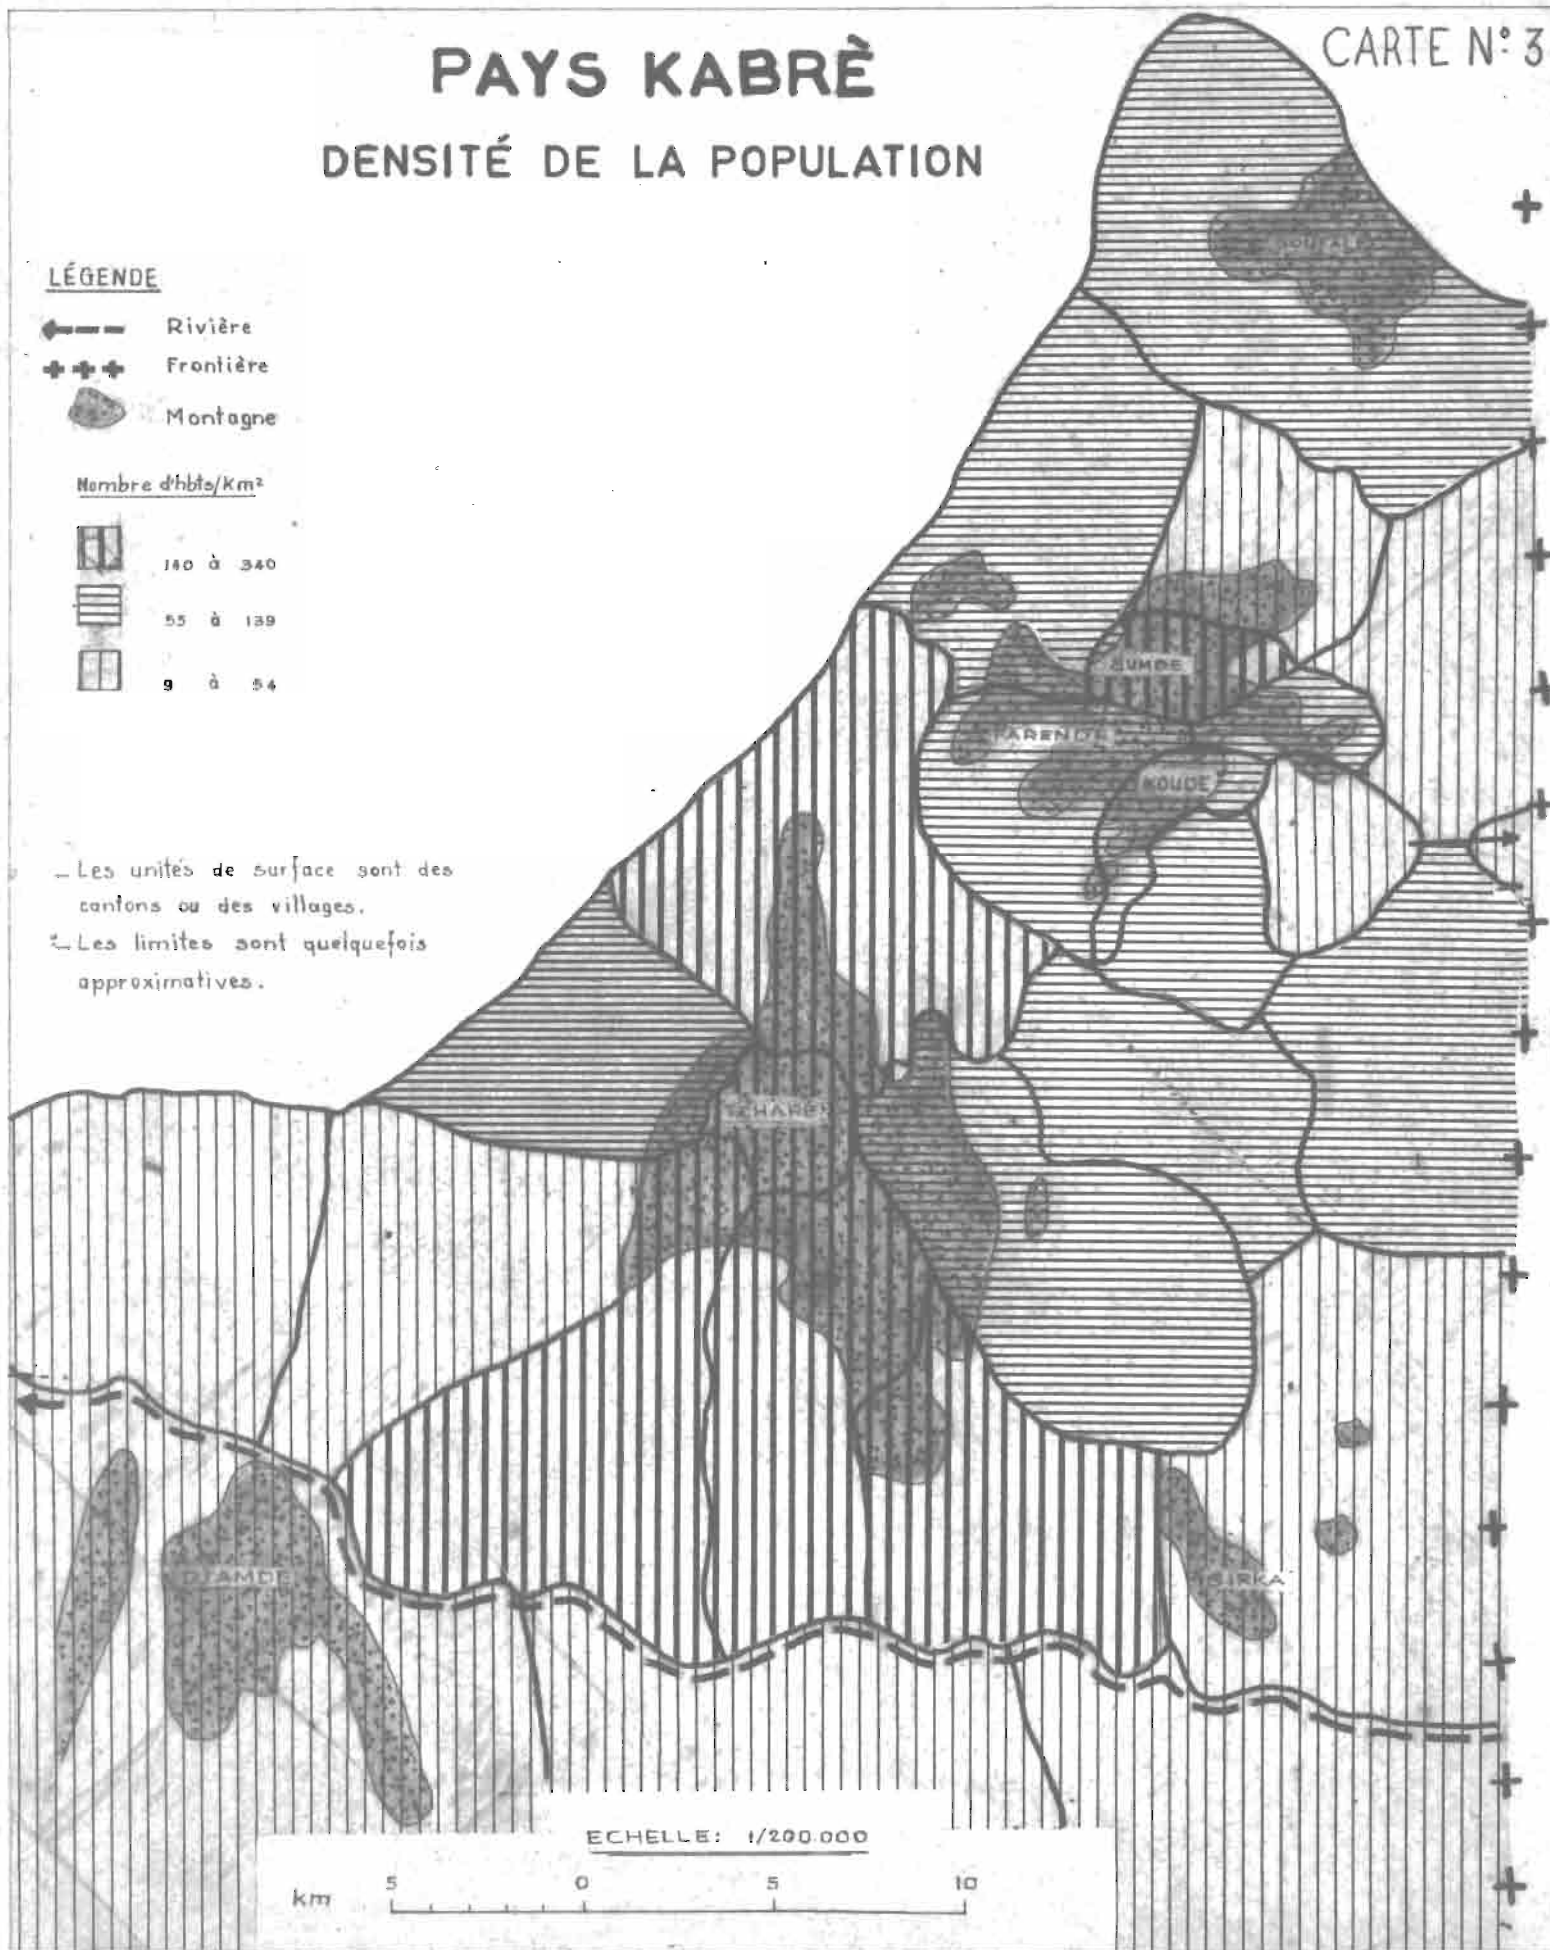 PAYS KABRÈ
CARTE N° 3
DENSITÉ DE LA POPULATION
LÉGENDE
Rivière
Frontière
Montagne
Nombre d'hbts/km²
140 à 340
55 à 139
9 à 54
_ Les unités de surface sont des
cantons ou des villages.
_ Les limites sont quelquefois
approximatives.
KOUDE
DJAMDE
SIRKA
ECHELLE: 1/200.000
km
5 0 5 10